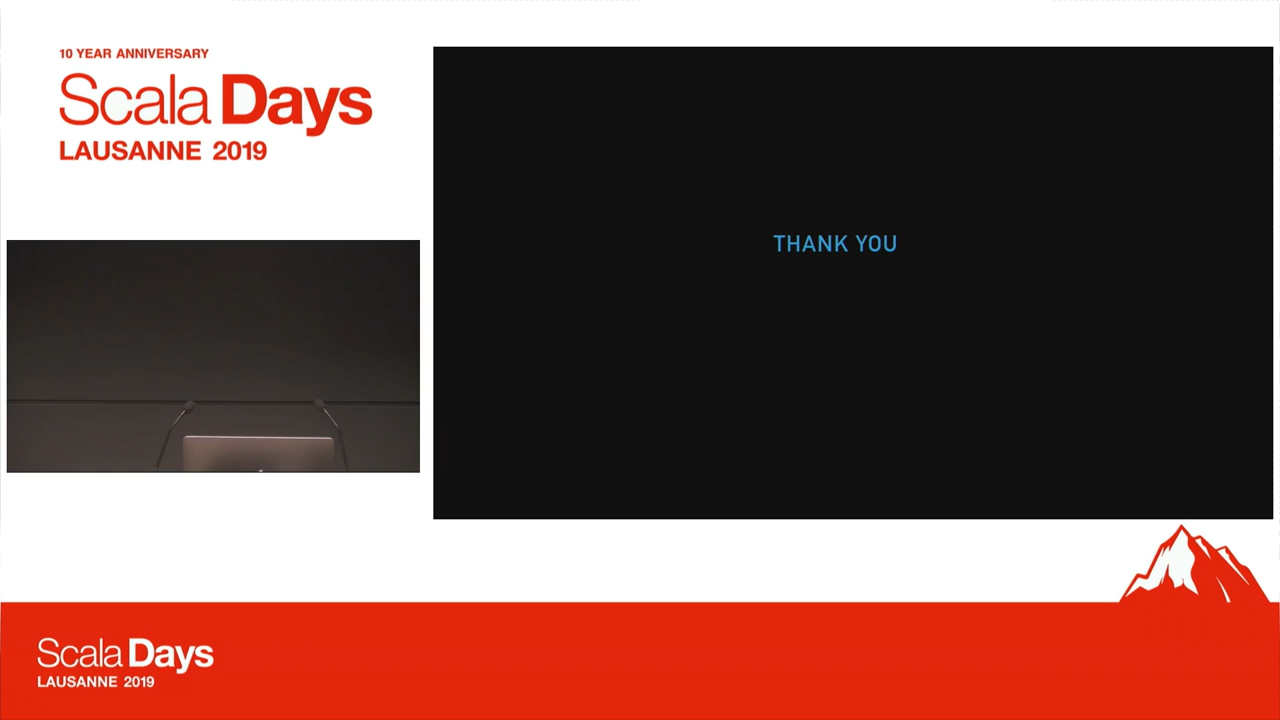 10 YEAR ANNIVERSARY
Scala Days
LAUSANNE 2019
THANK YOU
Scala Days
LAUSANNE 2019